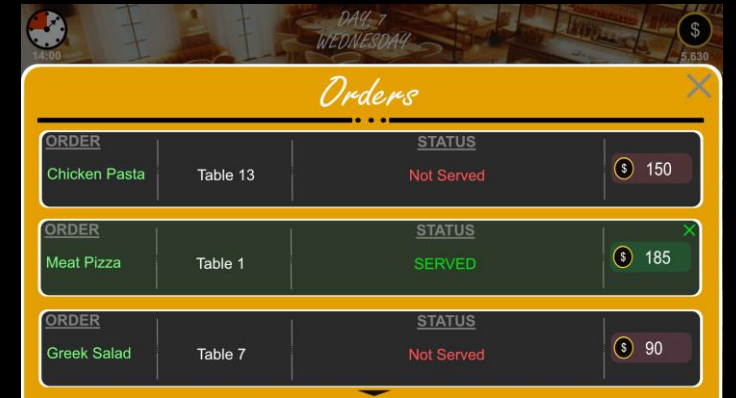 DAY: 7
WEDNESDAY
14:00
$
5,630
Orders
ORDER
STATUS
Chicken Pasta
Table 13
Not Served
$ 150
ORDER
STATUS
Meat Pizza
Table 1
SERVED
$ 185
ORDER
STATUS
Greek Salad
Table 7
Not Served
$ 90